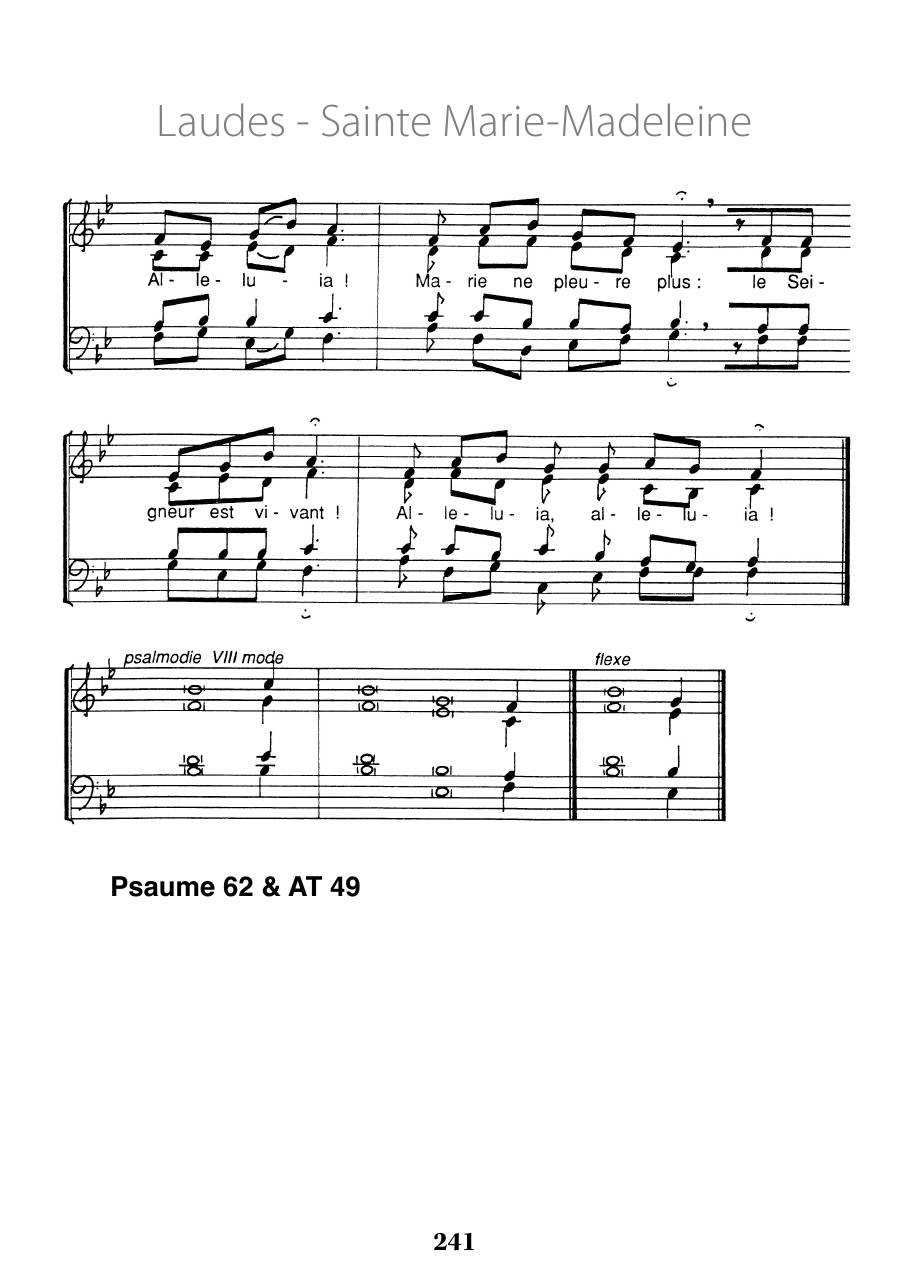 Laudes - Sainte Marie-Madeleine
Al - le - lu - ia ! Ma - rie ne pleu - re plus : le Sei -
gneur est vi - vant ! Al - le - lu - ia, al - le - lu - ia !
psalmodie VIII mode flexe
Psaume 62 & AT 49
241